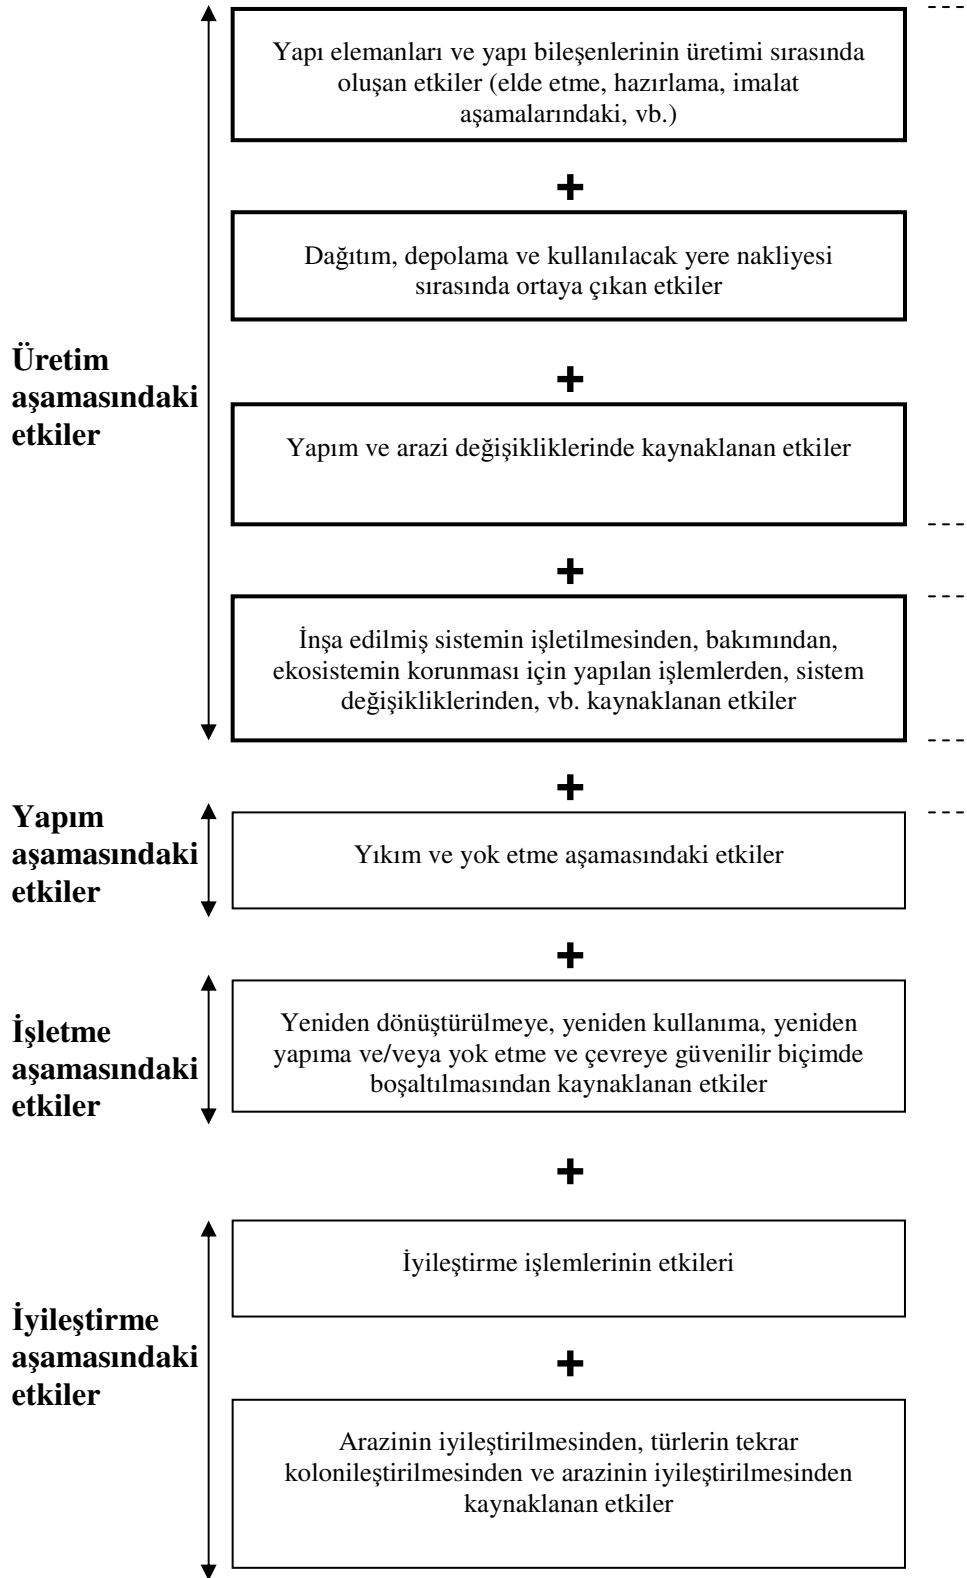 Yapı elemanları ve yapı bileşenlerinin üretimi sırasında
oluşan etkiler (elde etme, hazırlama, imalat
aşamalarındaki, vb.)
+
Dağıtım, depolama ve kullanılacak yere nakliyesi
sırasında ortaya çıkan etkiler
Üretim
aşamasındaki
etkiler
+
Yapım ve arazi değişikliklerinde kaynaklanan etkiler
+
İnşa edilmiş sistemin işletilmesinden, bakımından,
ekosistemin korunması için yapılan işlemlerden, sistem
değişikliklerinden, vb. kaynaklanan etkiler
+
Yapım
aşamasındaki
etkiler
Yıkım ve yok etme aşamasındaki etkiler
+
İşletme
aşamasındaki
etkiler
Yeniden dönüştürülmeye, yeniden kullanıma, yeniden
yapıma ve/veya yok etme ve çevreye güvenilir biçimde
boşaltılmasından kaynaklanan etkiler
+
İyileştirme işlemlerinin etkileri
İyileştirme
aşamasındaki
etkiler
+
Arazinin iyileştirilmesinden, türlerin tekrar
kolonileştirilmesinden ve arazinin iyileştirilmesinden
kaynaklanan etkiler